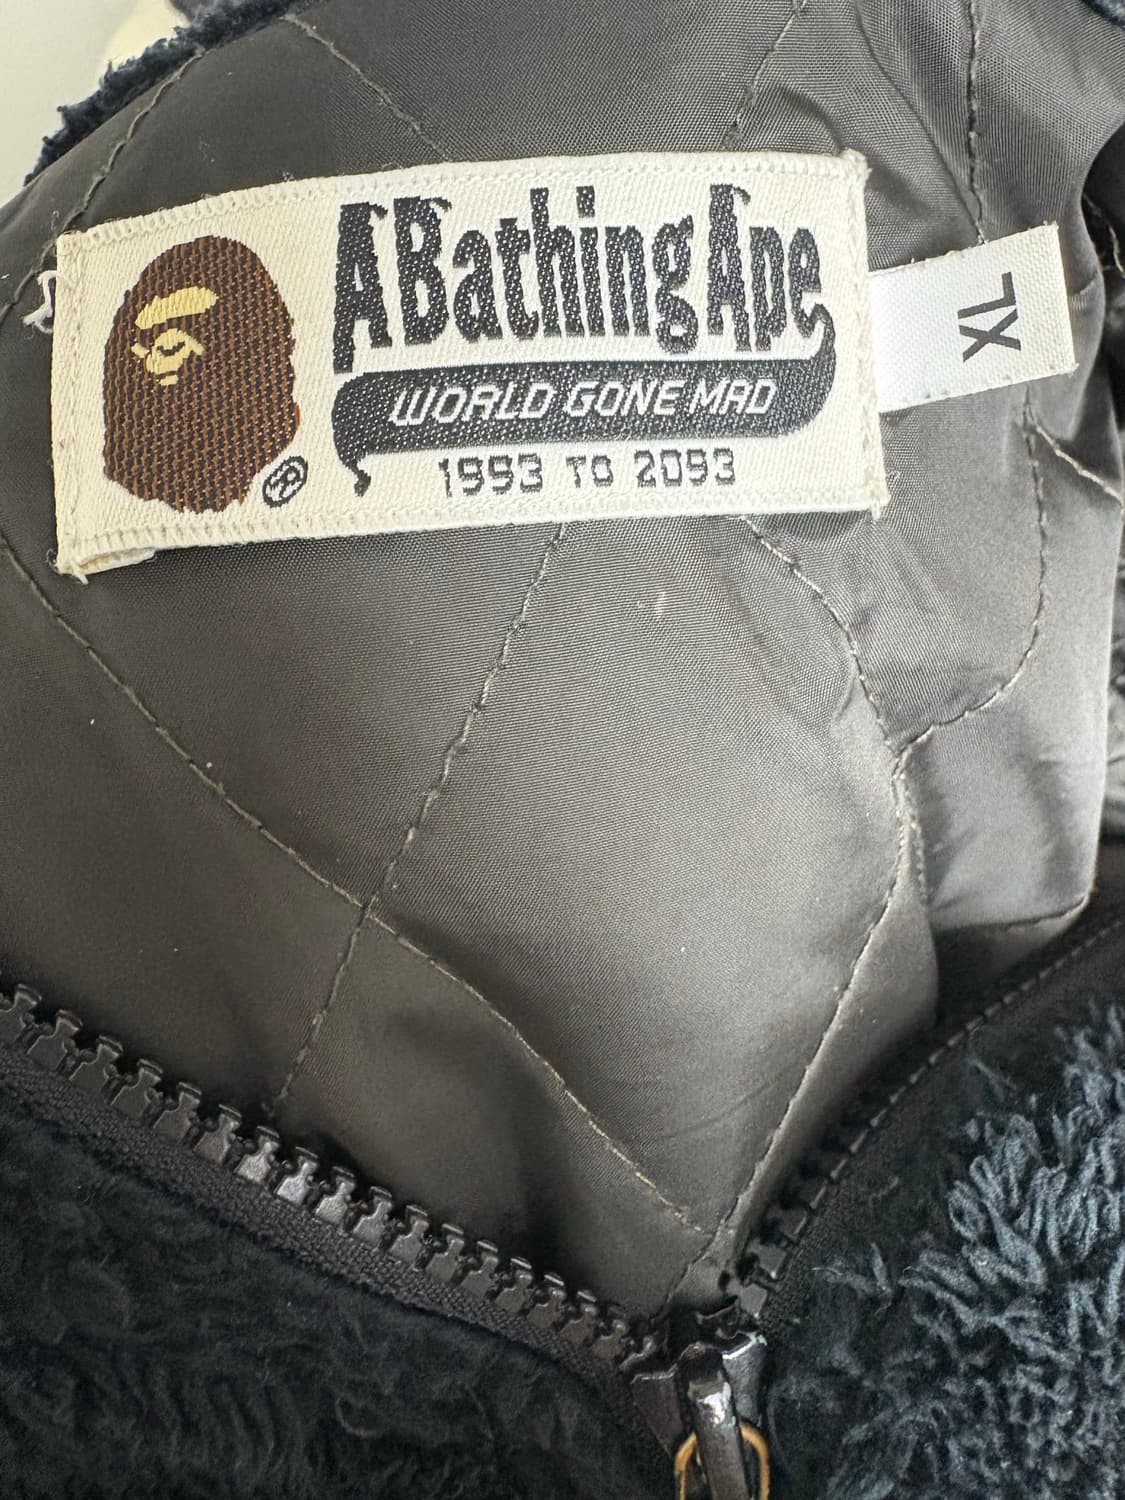 A Bathing Ape
WORLD GONE MAD
1993 TO 2093
®
XL